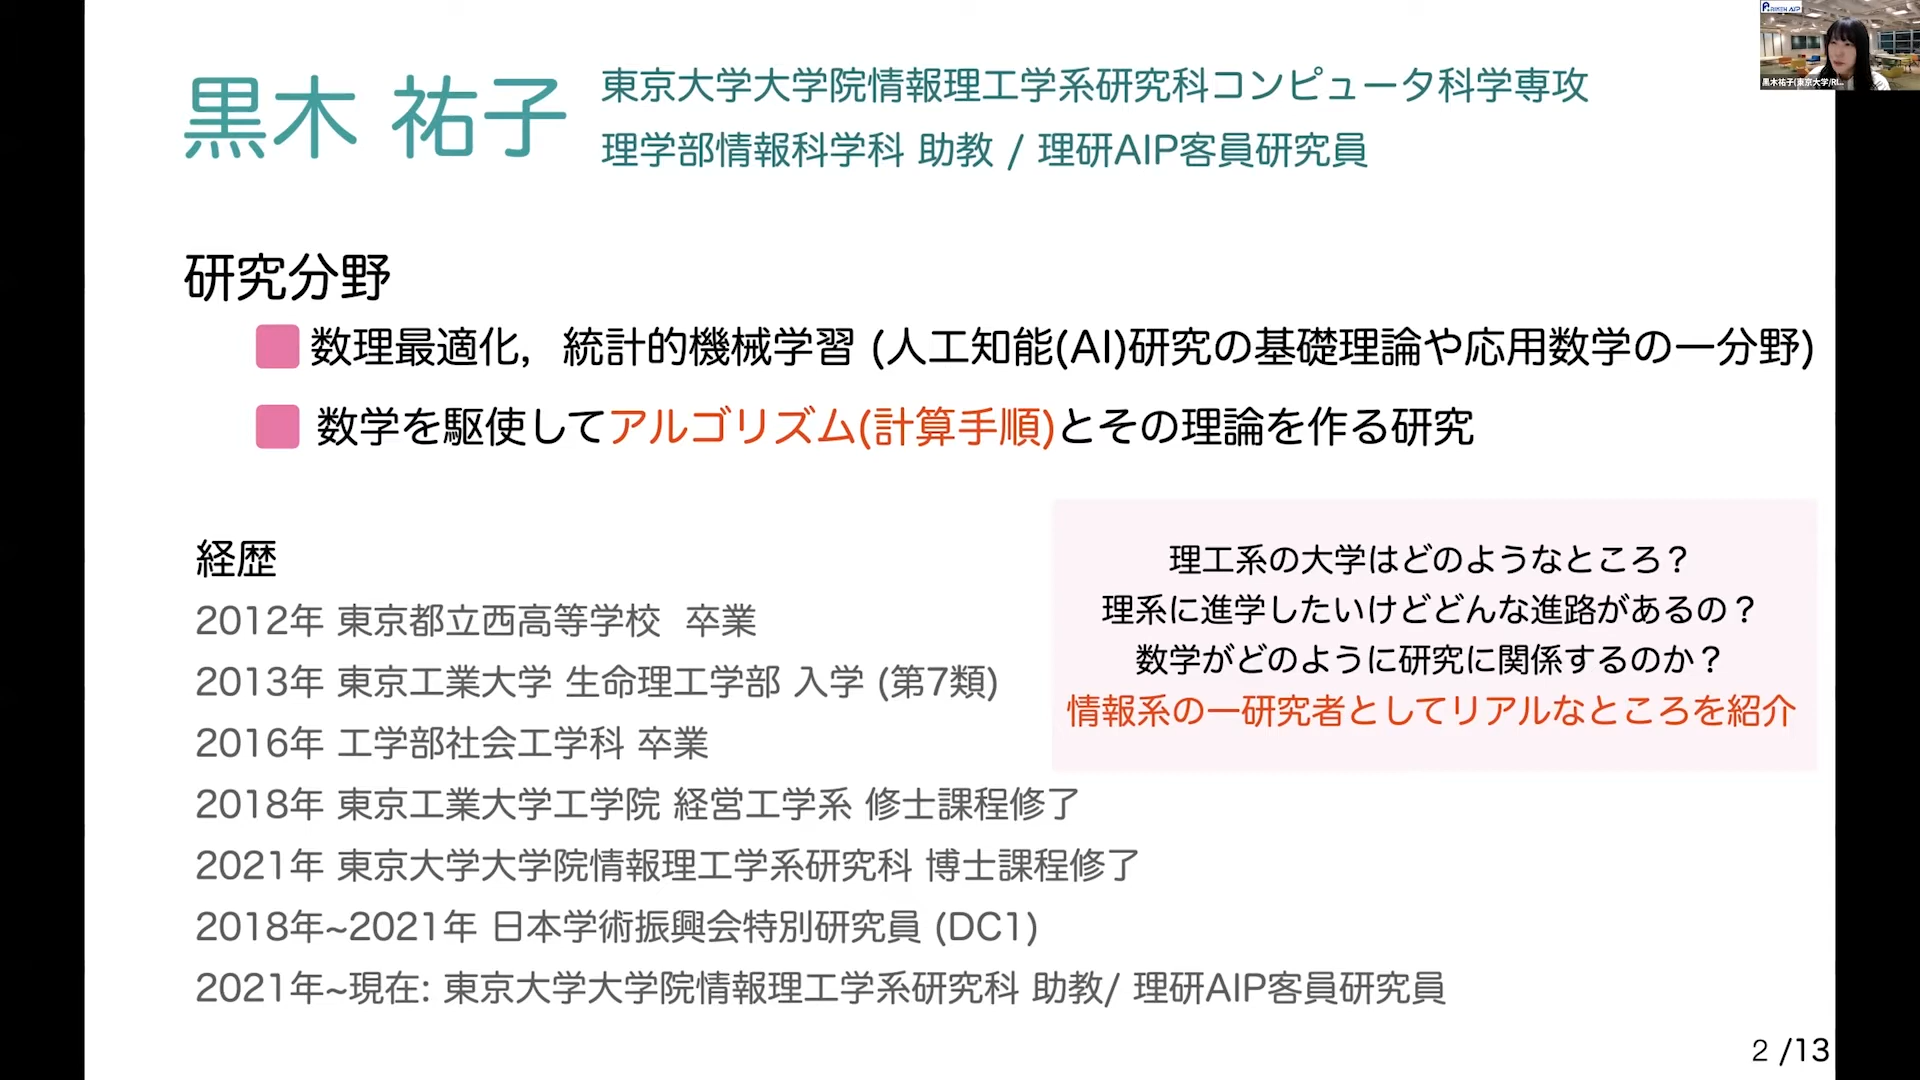 黒木 祐子
東京大学大学院情報理工学系研究科コンピュータ科学専攻
理学部情報科学科 助教 / 理研AIP客員研究員
研究分野
数理最適化，統計的機械学習 (人工知能(AI)研究の基礎理論や応用数学の一分野)
数学を駆使してアルゴリズム(計算手順)とその理論を作る研究
経歴
2012年 東京都立西高等学校 卒業
2013年 東京工業大学 生命理工学部 入学 (第7類)
2016年 工学部社会工学科 卒業
2018年 東京工業大学工学院 経営工学系 修士課程修了
2021年 東京大学大学院情報理工学系研究科 博士課程修了
2018年~2021年 日本学術振興会特別研究員 (DC1)
2021年~現在: 東京大学大学院情報理工学系研究科 助教/ 理研AIP客員研究員
理工系の大学はどのようなところ？
理系に進学したいけどどんな進路があるの？
数学がどのように研究に関係するのか？
情報系の一研究者としてリアルなところを紹介
2 /13
RIKEN AIP
黒木祐子(東京大学/RI...